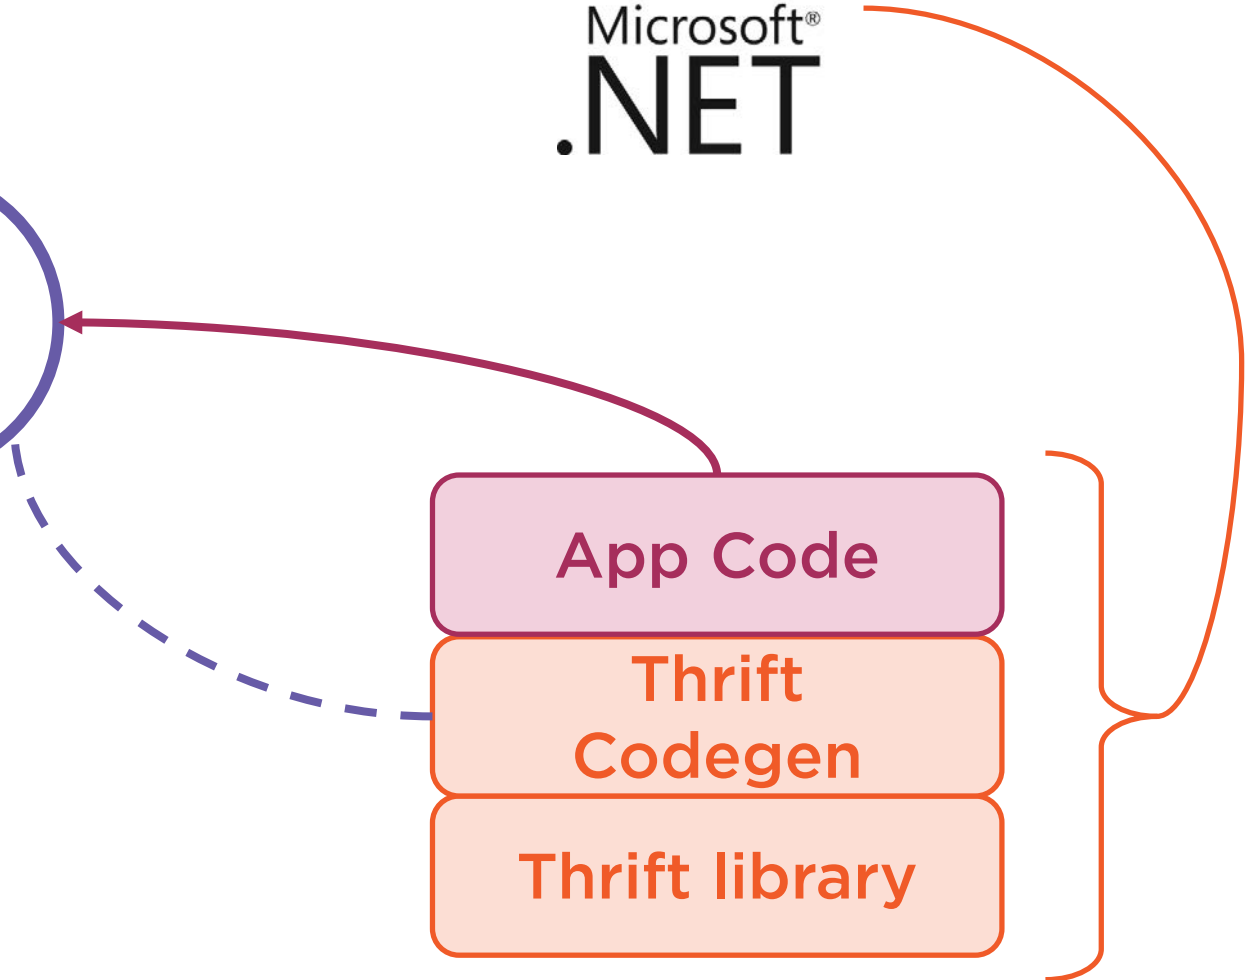 Microsoft®
.NET
App Code
Thrift
Codegen
Thrift library